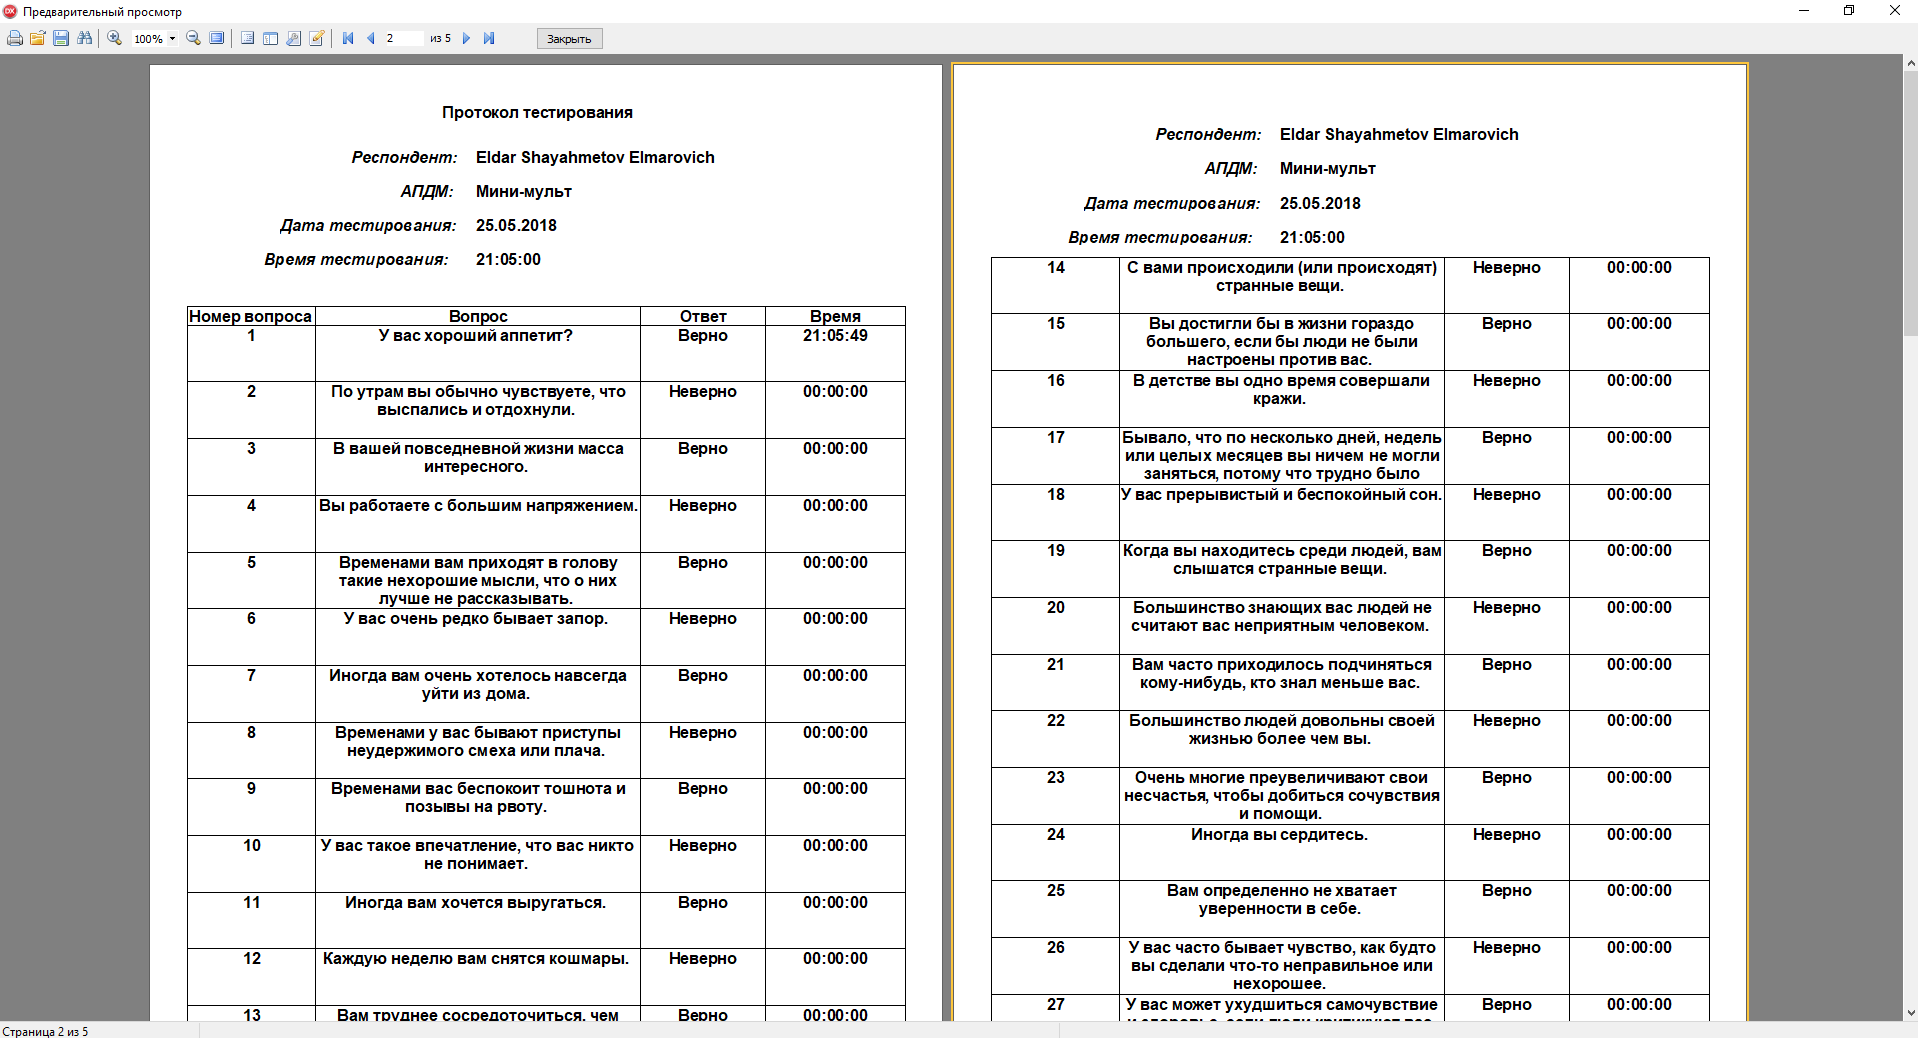 Предварительный просмотр
100%
2
из 5
Закрыть
Протокол тестирования
Респондент: Eldar Shayahmetov Elmarovich
АПДМ: Мини-мульт
Дата тестирования: 25.05.2018
Время тестирования: 21:05:00
Номер вопроса Вопрос Ответ Время
1 У вас хороший аппетит? Верно 21:05:49
2 По утрам вы обычно чувствуете, что Неверно 00:00:00
выспались и отдохнули.
3 В вашей повседневной жизни масса Верно 00:00:00
интересного.
4 Вы работаете с большим напряжением. Неверно 00:00:00
5 Временами вам приходят в голову Верно 00:00:00
такие нехорошие мысли, что о них
лучше не рассказывать.
6 У вас очень редко бывает запор. Неверно 00:00:00
7 Иногда вам очень хотелось навсегда Верно 00:00:00
уйти из дома.
8 Временами у вас бывают приступы Неверно 00:00:00
неудержимого смеха или плача.
9 Временами вас беспокоит тошнота и Верно 00:00:00
позывы на рвоту.
10 У вас такое впечатление, что вас никто Неверно 00:00:00
не понимает.
11 Иногда вам хочется выругаться. Верно 00:00:00
12 Каждую неделю вам снятся кошмары. Неверно 00:00:00
13 Вам труднее сосредоточиться, чем Верно 00:00:00
Респондент: Eldar Shayahmetov Elmarovich
АПДМ: Мини-мульт
Дата тестирования: 25.05.2018
Время тестирования: 21:05:00
14 С вами происходили (или происходят) Неверно 00:00:00
странные вещи.
15 Вы достигли бы в жизни гораздо Верно 00:00:00
большего, если бы люди не были
настроены против вас.
16 В детстве вы одно время совершали Неверно 00:00:00
кражи.
17 Бывало, что по несколько дней, недель Верно 00:00:00
или целых месяцев вы ничем не могли
заняться, потому что трудно было
18 У вас прерывистый и беспокойный сон. Неверно 00:00:00
19 Когда вы находитесь среди людей, вам Верно 00:00:00
слышатся странные вещи.
20 Большинство знающих вас людей не Неверно 00:00:00
считают вас неприятным человеком.
21 Вам часто приходилось подчиняться Верно 00:00:00
кому-нибудь, кто знал меньше вас.
22 Большинство людей довольны своей Неверно 00:00:00
жизнью более чем вы.
23 Очень многие преувеличивают свои Верно 00:00:00
несчастья, чтобы добиться сочувствия
и помощи.
24 Иногда вы сердитесь. Неверно 00:00:00
25 Вам определенно не хватает Верно 00:00:00
уверенности в себе.
26 У вас часто бывает чувство, как будто Неверно 00:00:00
вы сделали что-то неправильное или
нехорошее.
27 У вас может ухудшиться самочувствие Верно 00:00:00
Страница 2 из 5